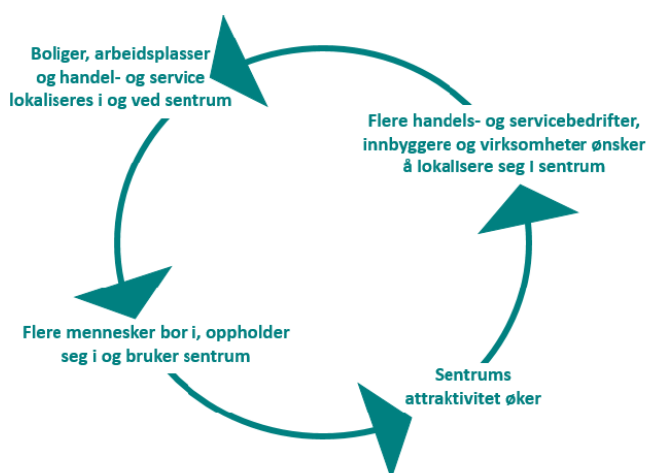 Boliger, arbeidsplasser
og handel- og service
lokaliseres i og ved sentrum
Flere mennesker bor i, oppholder
seg i og bruker sentrum
Sentrums
attraktivitet øker
Flere handels- og servicebedrifter,
innbyggere og virksomheter ønsker
å lokalisere seg i sentrum